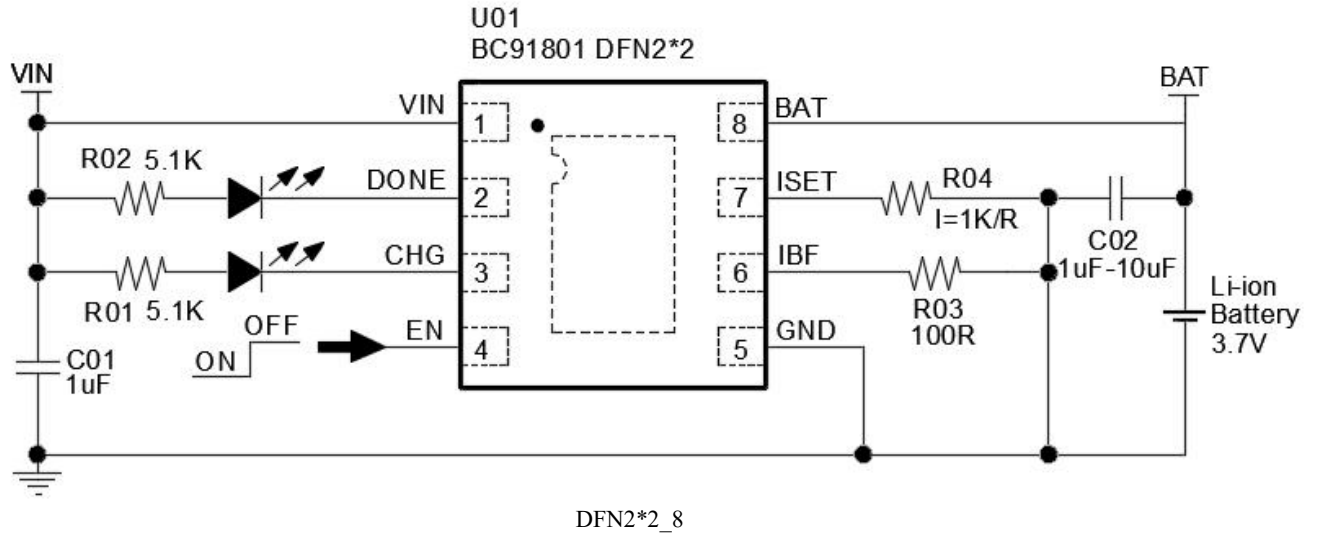 U01
BC91801 DFN2*2
VIN
BAT
VIN
1
8
BAT
R02 5.1K
DONE
2
7
ISET
R04
I=1K/R
C02
1uF-10uF
CHG
3
6
IBF
R01 5.1K
R03
100R
Li-ion
Battery
3.7V
OFF
ON
EN
4
5
GND
C01
1uF
DFN2*2_8